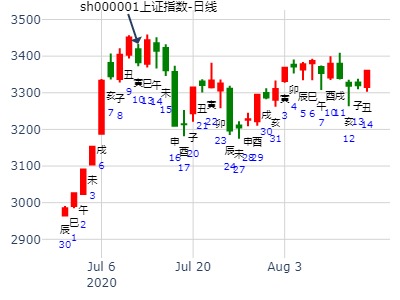 sh000001上证指数-日线
3500
3400
3300
3200
3100
3000
2900
辰 30
巳 1
午 2
未 3
戌 6
亥 7
子 8
丑 9
寅 10
巳 13
午 14
未 15
申 16
酉 17
子 20
丑 21
寅 22
卯 23
辰 24
未 27
申 28
酉 29
戌 30
亥 31
寅 3
卯 4
辰 5
巳 6
午 7
酉 10
戌 11
亥 12
子 13
丑 14
Jul 6
Jul 20
Aug 3
2020